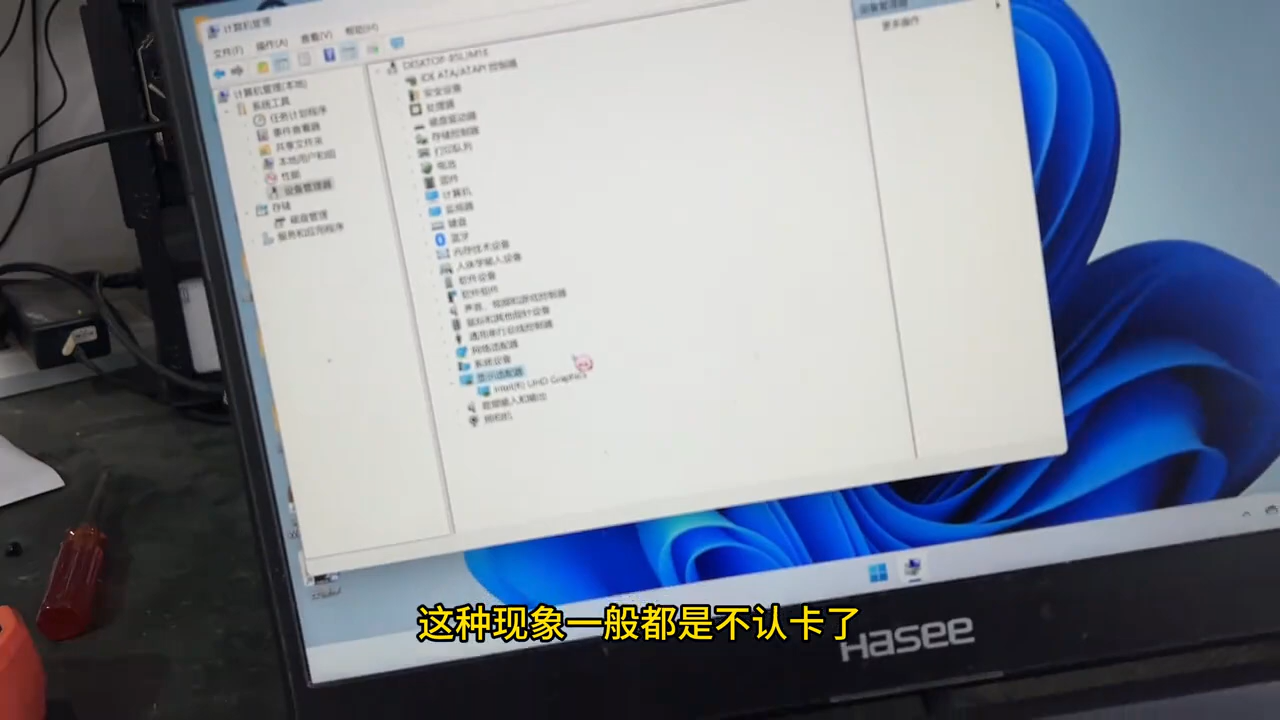 计算机管理
文件(F) 操作(A) 查看(V) 帮助(H)
计算机管理(本地)
系统工具
任务计划程序
事件查看器
共享文件夹
本地用户和组
性能
设备管理器
存储
磁盘管理
服务和应用程序
IDE ATA/ATAPI 控制器
安全设备
处理器
磁盘驱动器
存储控制器
打印队列
电池
固件
计算机
监视器
键盘
蓝牙
内存技术设备
人体学输入设备
软件设备
软件组件
声音、视频和游戏控制器
鼠标和其他指针设备
通用串行总线控制器
网络适配器
系统设备
显示适配器
Intel(R) UHD Graphics
音频输入和输出
照相机
设备管理器
更多操作
这种现象一般都是不认卡了
Hasee